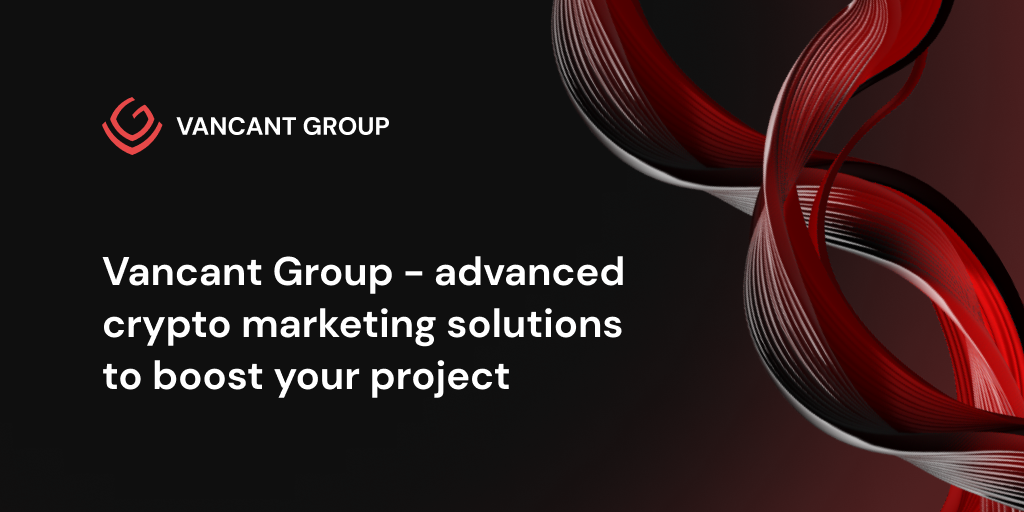 VANCANT GROUP
Vancant Group - advanced
crypto marketing solutions
to boost your project